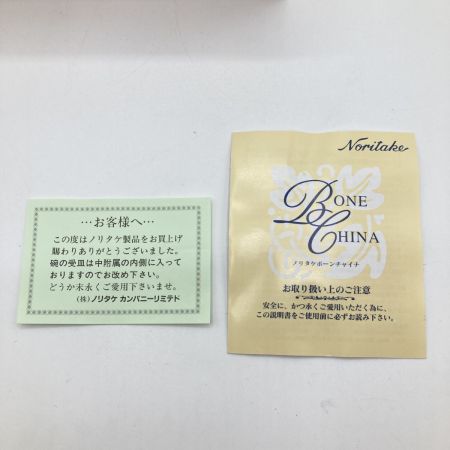 …お客様へ…
この度はノリタケ製品をお買上げ
賜わりありがとうございました。
碗の受皿は中附属の内側に入って
おりますのでお改め下さい。
どうか末永くご愛用下さいませ。
(株)ノリタケ カンパニーリミテド
Noritake
BONE
CHINA
ノリタケボーンチャイナ
お取り扱い上のご注意
安全に、かつ永くご愛用いただく為に、
この説明書をご使用前に必ずお読み下さい。